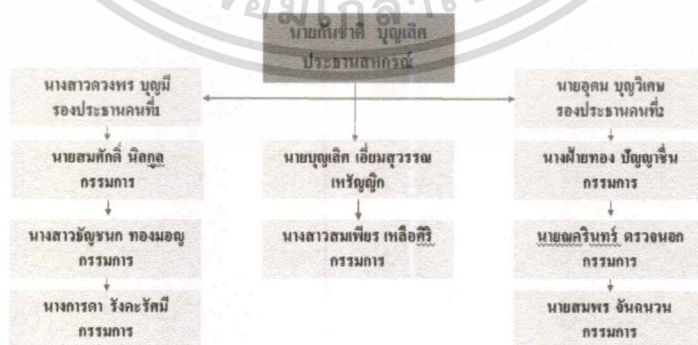 นายกันชาติ บุญเลิศ
ประธานสหกรณ์
นางสาวดวงพร บุญมี
รองประธานคนที่1
นายอุดม บุญวิเศษ
รองประธานคนที่2
นายสมศักดิ์ นิลกูล
กรรมการ
นายบุญเลิศ เอี่ยมสุวรรณ
เหรัญญิก
นางฝ้ายทอง ปัญญาชื่น
กรรมการ
นางสาวธัญชนก ทองมอญ
กรรมการ
นางสาวสมเพียร เหลือศิริ
กรรมการ
นายณครินทร์ ตรวจนอก
กรรมการ
นางการดา รังคะรัศมี
กรรมการ
นายสมพร จันฉนวน
กรรมการ